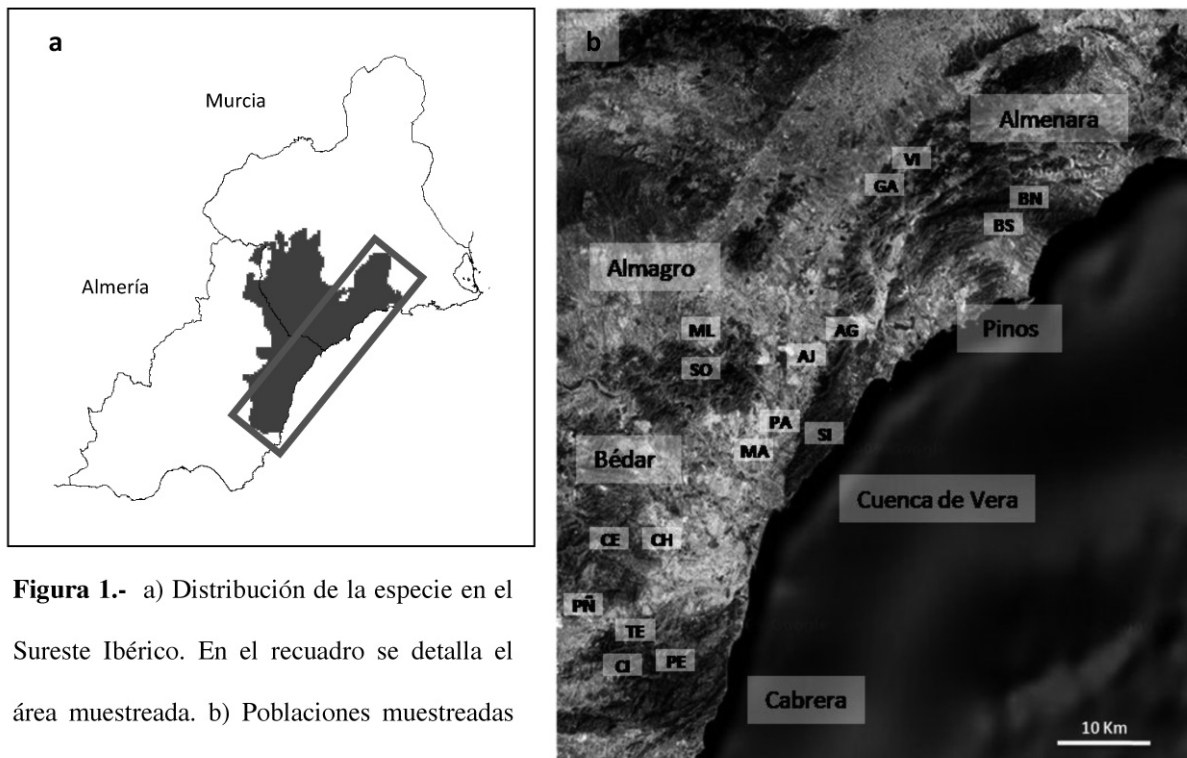 a
Murcia
Almería
b
Almenara
VI
GA
BN
BS
Almagro
ML
AG
Pinos
AJ
SO
PA
SI
MA
Bédar
Cuenca de Vera
CE
CH
PÑ
TE
CI
PE
Cabrera
10 Km
Figura 1.- a) Distribución de la especie en el
Sureste Ibérico. En el recuadro se detalla el
área muestreada. b) Poblaciones muestreadas